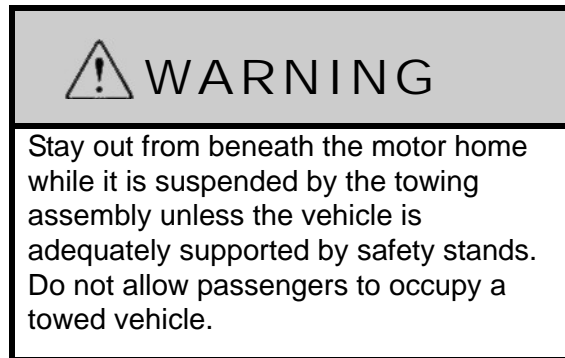 WARNING
Stay out from beneath the motor home
while it is suspended by the towing
assembly unless the vehicle is
adequately supported by safety stands.
Do not allow passengers to occupy a
towed vehicle.